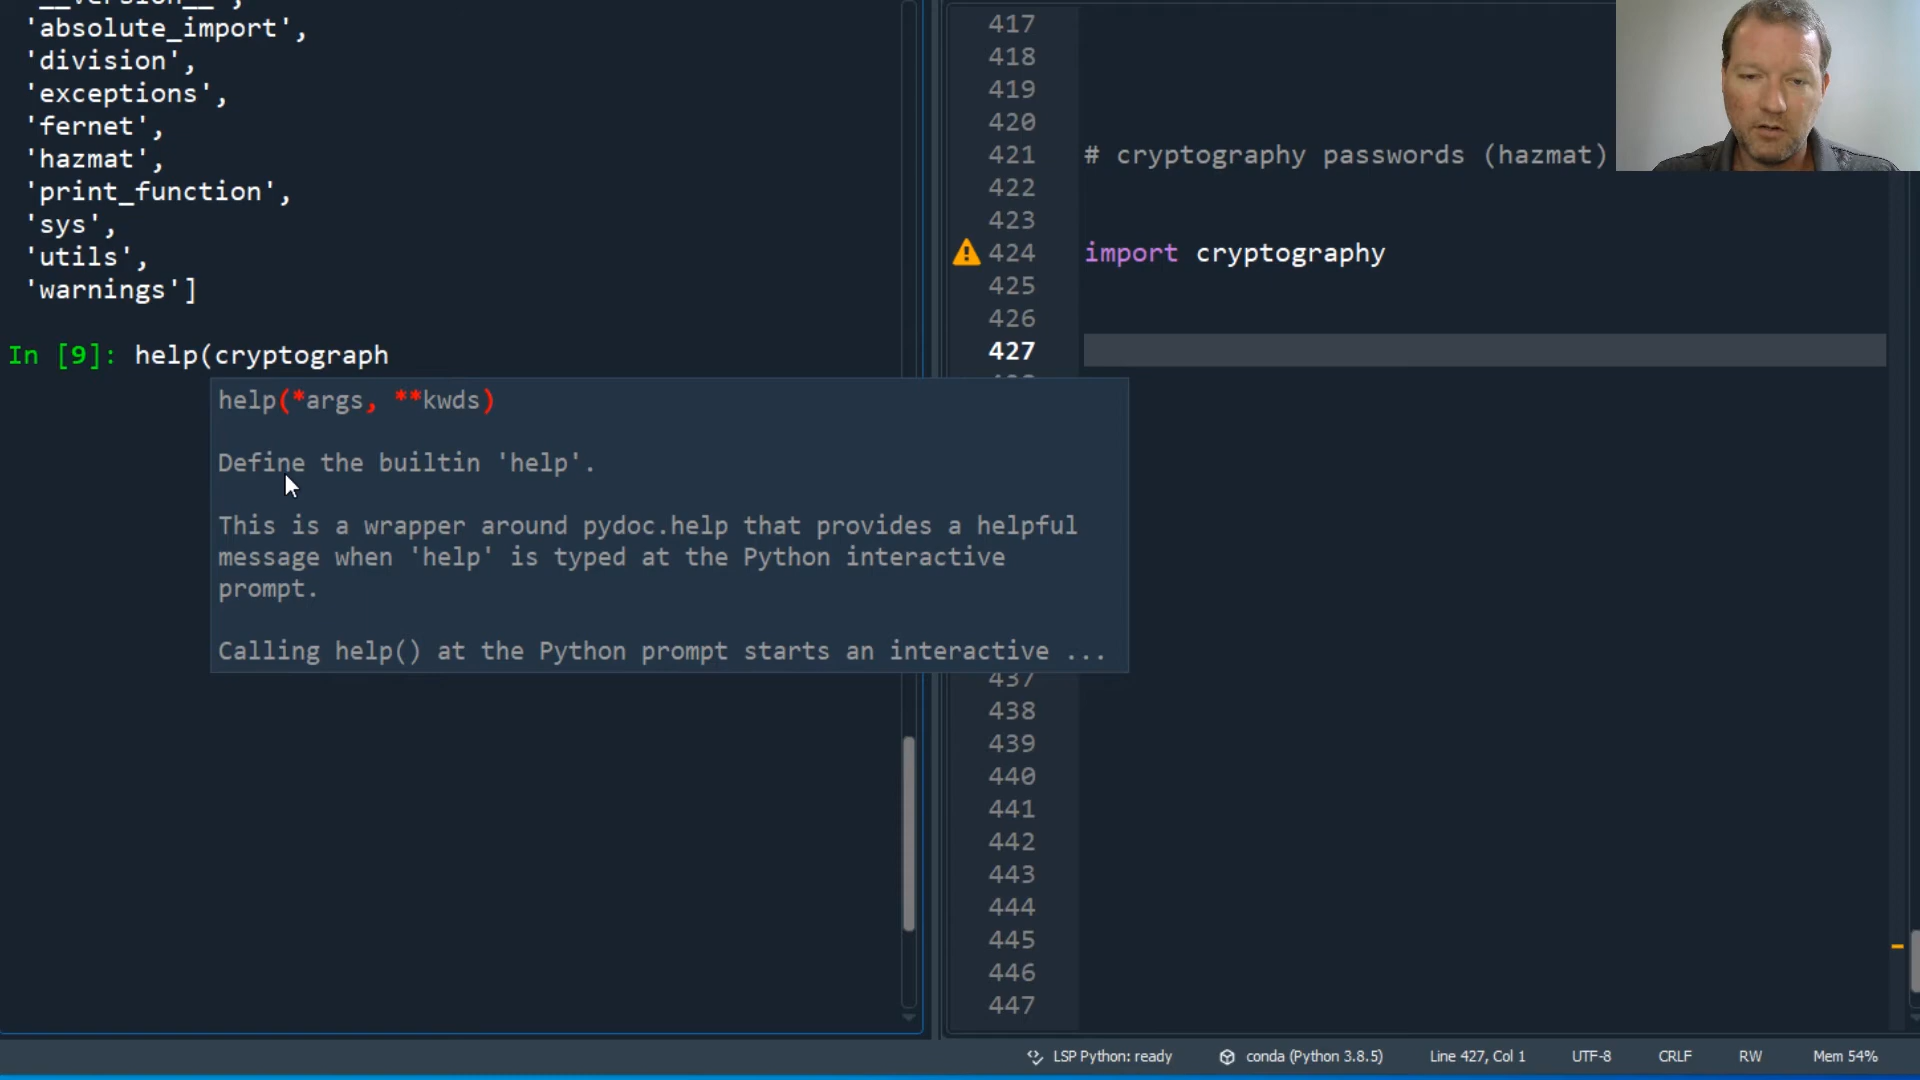 '__version__',
'absolute_import',
'division',
'exceptions',
'fernet',
'hazmat',
'print_function',
'sys',
'utils',
'warnings']
In [9]: help(cryptograph
help(*args, **kwds)
Define the builtin 'help'.
This is a wrapper around pydoc.help that provides a helpful
message when 'help' is typed at the Python interactive
prompt.
Calling help() at the Python prompt starts an interactive ...
417
418
419
420
421 # cryptography passwords (hazmat)
422
423
424 import cryptography
425
426
427
437
438
439
440
441
442
443
444
445
446
447
LSP Python: ready conda (Python 3.8.5) Line 427, Col 1 UTF-8 CRLF RW Mem 54%